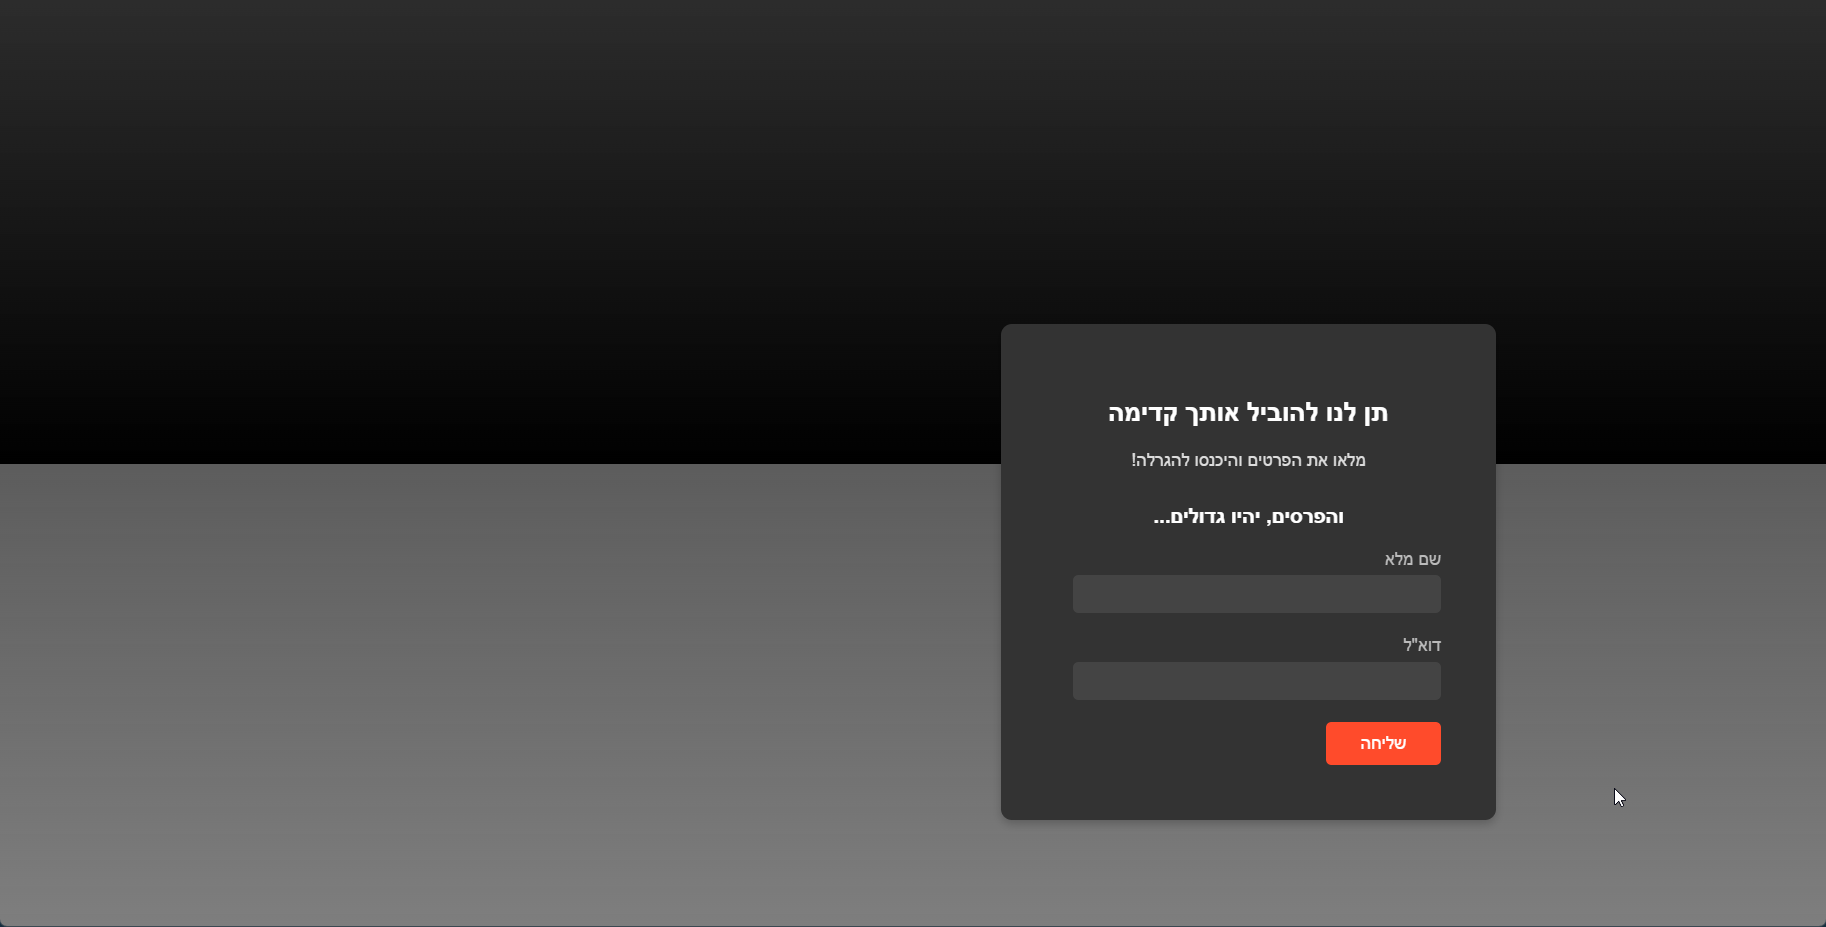 תן לנו להוביל אותך קדימה
מלאו את הפרטים והיכנסו להגרלה!
והפרסים, יהיו גדולים...
שם מלא
דוא"ל
שליחה